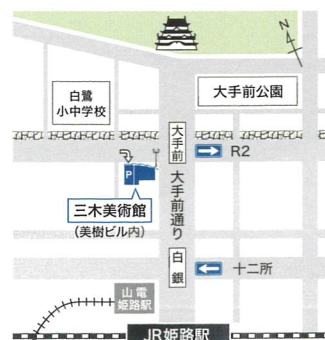 N
白鷺
小中学校
大手前公園
大手前
R2
P
三木美術館
(美樹ビル内)
大手前通り
白銀
十二所
山電
姫路駅
JR姫路駅